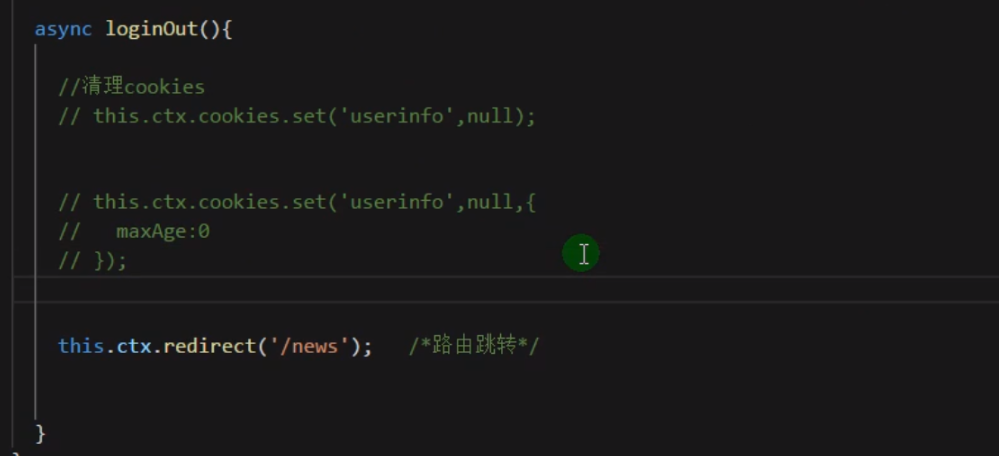 async loginOut(){
//清理cookies
// this.ctx.cookies.set('userinfo',null);
// this.ctx.cookies.set('userinfo',null,{
//   maxAge:0
// });
this.ctx.redirect('/news');   /*路由跳转*/
}